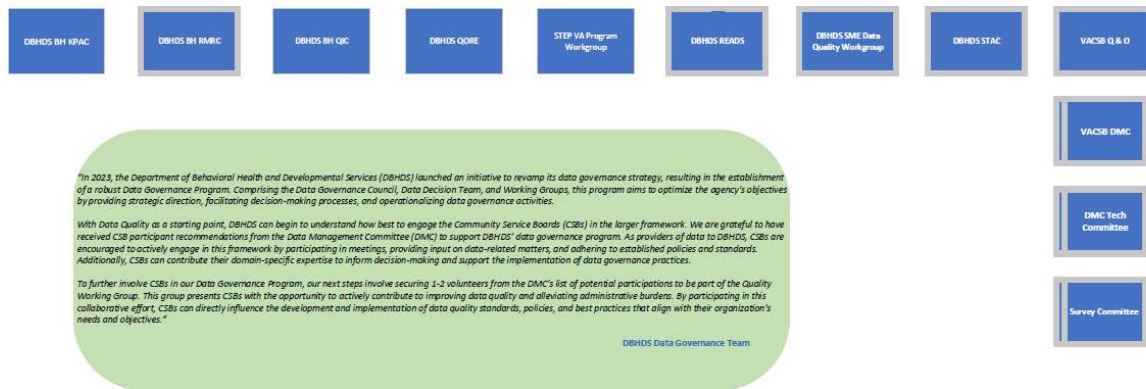 DBHDS BH KPAC
DBHDS BH RMRC
DBHDS BH QIC
DBHDS QORE
STEP VA Program
Workgroup
DBHDS READS
DBHDS SME Data
Quality Workgroup
DBHDS STAC
VACSB Q & O
VACSB DMC
DMC Tech
Committee
Survey Committee
"In 2023, the Department of Behavioral Health and Developmental Services (DBHDS) launched an initiative to revamp its data governance strategy, resulting in the establishment
of a robust Data Governance Program. Comprising the Data Governance Council, Data Decision Team, and Working Groups, this program aims to optimize the agency's objectives
by providing strategic direction, facilitating decision-making processes, and operationalizing data governance activities.
With Data Quality as a starting point, DBHDS can begin to understand how best to engage the Community Service Boards (CSBs) in the larger framework. We are grateful to have
received CSB participant recommendations from the Data Management Committee (DMC) to support DBHDS' data governance program. As providers of data to DBHDS, CSBs are
encouraged to actively engage in this framework by participating in meetings, providing input on data-related matters, and adhering to established policies and standards.
Additionally, CSBs can contribute their domain-specific expertise to inform decision-making and support the implementation of data governance practices.
To further involve CSBs in our Data Governance Program, our next steps involve securing 1-2 volunteers from the DMC's list of potential participations to be part of the Quality
Working Group. This group presents CSBs with the opportunity to actively contribute to improving data quality and alleviating administrative burdens. By participating in this
collaborative effort, CSBs can directly influence the development and implementation of data quality standards, policies, and best practices that align with their organization's
needs and objectives."
DBHDS Data Governance Team